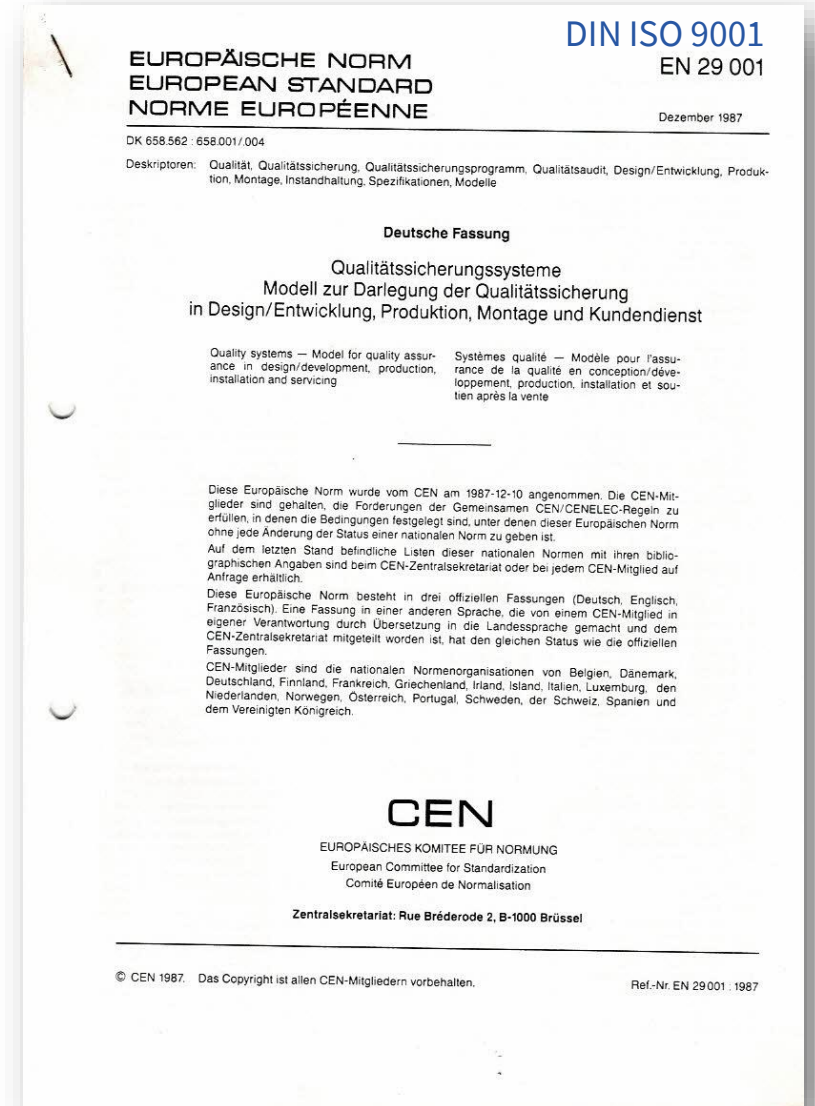 DIN ISO 9001
EUROPÄISCHE NORM
EUROPEAN STANDARD
NORME EUROPÉENNE
EN 29 001
Dezember 1987
DK 658.562 : 658.001/.004
Deskriptoren: Qualität, Qualitätssicherung, Qualitätssicherungsprogramm, Qualitätsaudit, Design/Entwicklung, Produk-
tion, Montage, Instandhaltung, Spezifikationen, Modelle
Deutsche Fassung
Qualitätssicherungssysteme
Modell zur Darlegung der Qualitätssicherung
in Design/Entwicklung, Produktion, Montage und Kundendienst
Quality systems — Model for quality assur-
ance in design/development, production,
installation and servicing
Systèmes qualité — Modèle pour l'assu-
rance de la qualité en conception/déve-
loppement, production, installation et sou-
tien après la vente
Diese Europäische Norm wurde vom CEN am 1987-12-10 angenommen. Die CEN-Mit-
glieder sind gehalten, die Forderungen der Gemeinsamen CEN/CENELEC-Regeln zu
erfüllen, in denen die Bedingungen festgelegt sind, unter denen dieser Europäischen Norm
ohne jede Änderung der Status einer nationalen Norm zu geben ist.
Auf dem letzten Stand befindliche Listen dieser nationalen Normen mit ihren biblio-
graphischen Angaben sind beim CEN-Zentralsekretariat oder bei jedem CEN-Mitglied auf
Anfrage erhältlich.
Diese Europäische Norm besteht in drei offiziellen Fassungen (Deutsch, Englisch,
Französisch). Eine Fassung in einer anderen Sprache, die von einem CEN-Mitglied in
eigener Verantwortung durch Übersetzung in die Landessprache gemacht und dem
CEN-Zentralsekretariat mitgeteilt worden ist, hat den gleichen Status wie die offiziellen
Fassungen.
CEN-Mitglieder sind die nationalen Normenorganisationen von Belgien, Dänemark,
Deutschland, Finnland, Frankreich, Griechenland, Irland, Island, Italien, Luxemburg, den
Niederlanden, Norwegen, Österreich, Portugal, Schweden, der Schweiz, Spanien und
dem Vereinigten Königreich.
CEN
EUROPÄISCHES KOMITEE FÜR NORMUNG
European Committee for Standardization
Comité Européen de Normalisation
Zentralsekretariat: Rue Bréderode 2, B-1000 Brüssel
© CEN 1987. Das Copyright ist allen CEN-Mitgliedern vorbehalten.
Ref.-Nr. EN 29001 : 1987